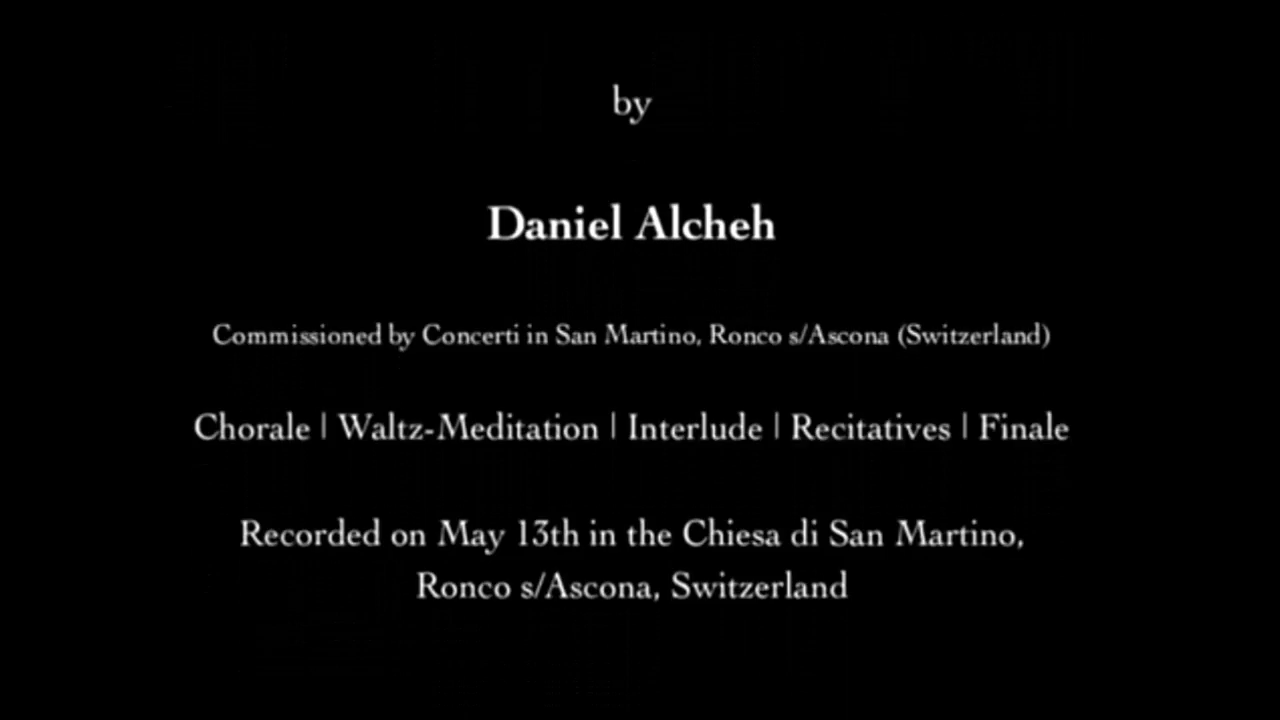 by
Daniel Alcheh
Commissioned by Concerti in San Martino, Ronco s/Ascona (Switzerland)
Chorale | Waltz-Meditation | Interlude | Recitatives | Finale
Recorded on May 13th in the Chiesa di San Martino,
Ronco s/Ascona, Switzerland